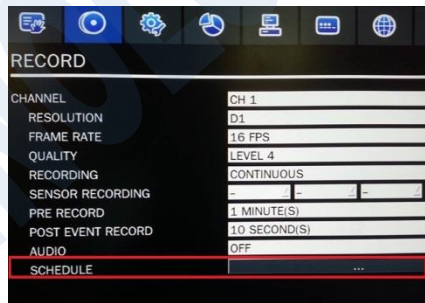 RECORD
CHANNEL CH 1
RESOLUTION D1
FRAME RATE 16 FPS
QUALITY LEVEL 4
RECORDING CONTINUOUS
SENSOR RECORDING - - -
PRE RECORD 1 MINUTE(S)
POST EVENT RECORD 10 SECOND(S)
AUDIO OFF
SCHEDULE ...